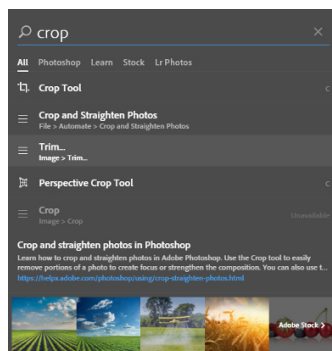 crop
All Photoshop Learn Stock Lr Photos
Crop Tool C
Crop and Straighten Photos
File > Automate > Crop and Straighten Photos
Trim...
Image > Trim...
Perspective Crop Tool C
Crop
Image > Crop Unavailable
Crop and straighten photos in Photoshop
Learn how to crop and straighten photos in Adobe Photoshop. Use the Crop tool to easily
remove portions of a photo to create focus or strengthen the composition. You can also use t...
https://helpx.adobe.com/photoshop/using/crop-straighten-photos.html
Adobe Stock >